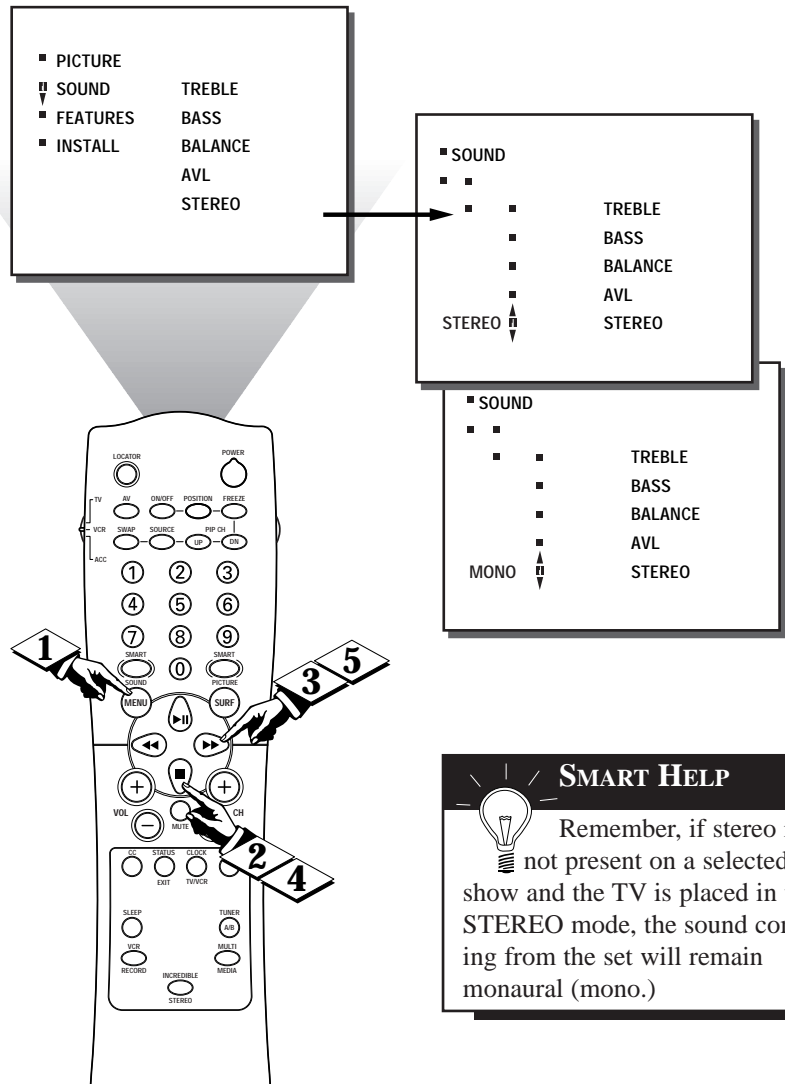 PICTURE
SOUND TREBLE
FEATURES BASS
INSTALL BALANCE
AVL
STEREO
SOUND
TREBLE
BASS
BALANCE
AVL
STEREO STEREO
SOUND
TREBLE
BASS
BALANCE
AVL
MONO STEREO
LOCATOR POWER
TV AV ON/OFF POSITION FREEZE
VCR SWAP SOURCE PIP CH
UP DN
ACC
1 2 3
4 5 6
7 8 9
SMART 0 SMART
SOUND PICTURE
MENU SURF
1
3 5
VOL MUTE CH
2 4
CC STATUS CLOCK
EXIT TV/VCR
SLEEP TUNER
A/B
VCR MULTI
RECORD MEDIA
INCREDIBLE
STEREO
SMART HELP
Remember, if stereo
not present on a selected
show and the TV is placed in
STEREO mode, the sound
ing from the set will remain
monaural (mono.)